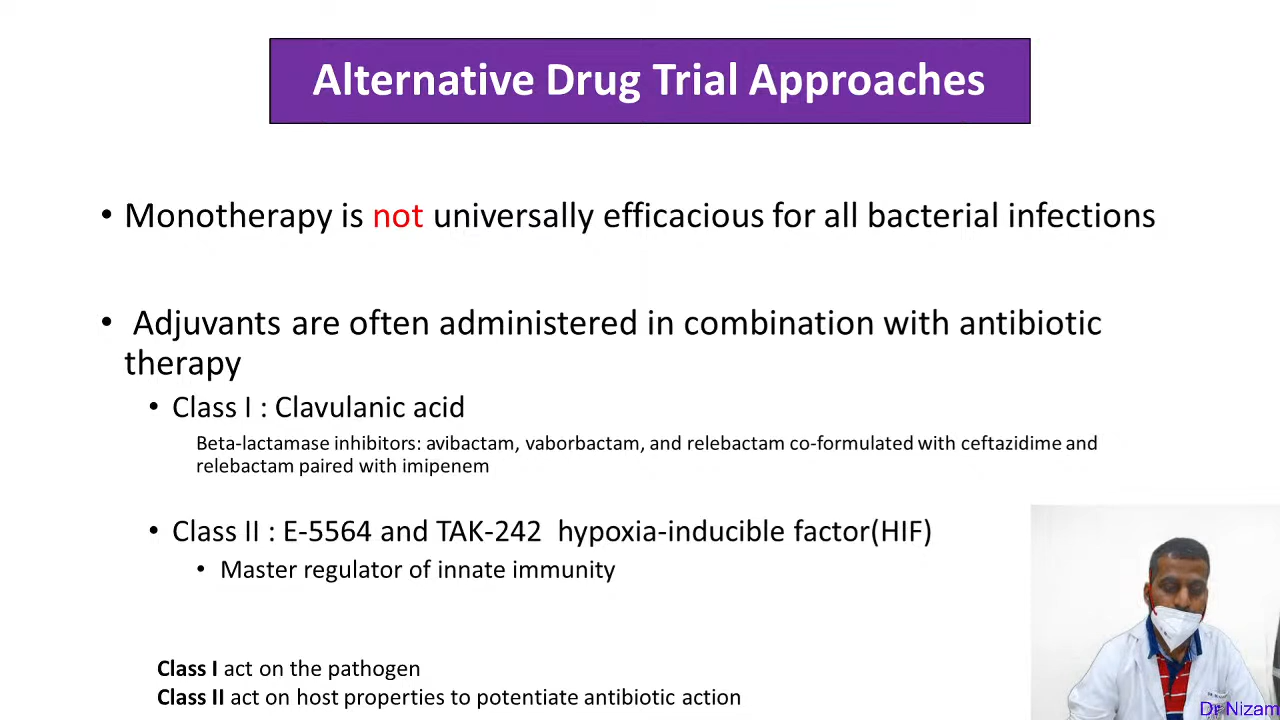 Alternative Drug Trial Approaches
• Monotherapy is not universally efficacious for all bacterial infections
• Adjuvants are often administered in combination with antibiotic
therapy
• Class I : Clavulanic acid
Beta-lactamase inhibitors: avibactam, vaborbactam, and relebactam co-formulated with ceftazidime and
relebactam paired with imipenem
• Class II : E-5564 and TAK-242 hypoxia-inducible factor(HIF)
• Master regulator of innate immunity
Class I act on the pathogen
Class II act on host properties to potentiate antibiotic action
Dr Nizam